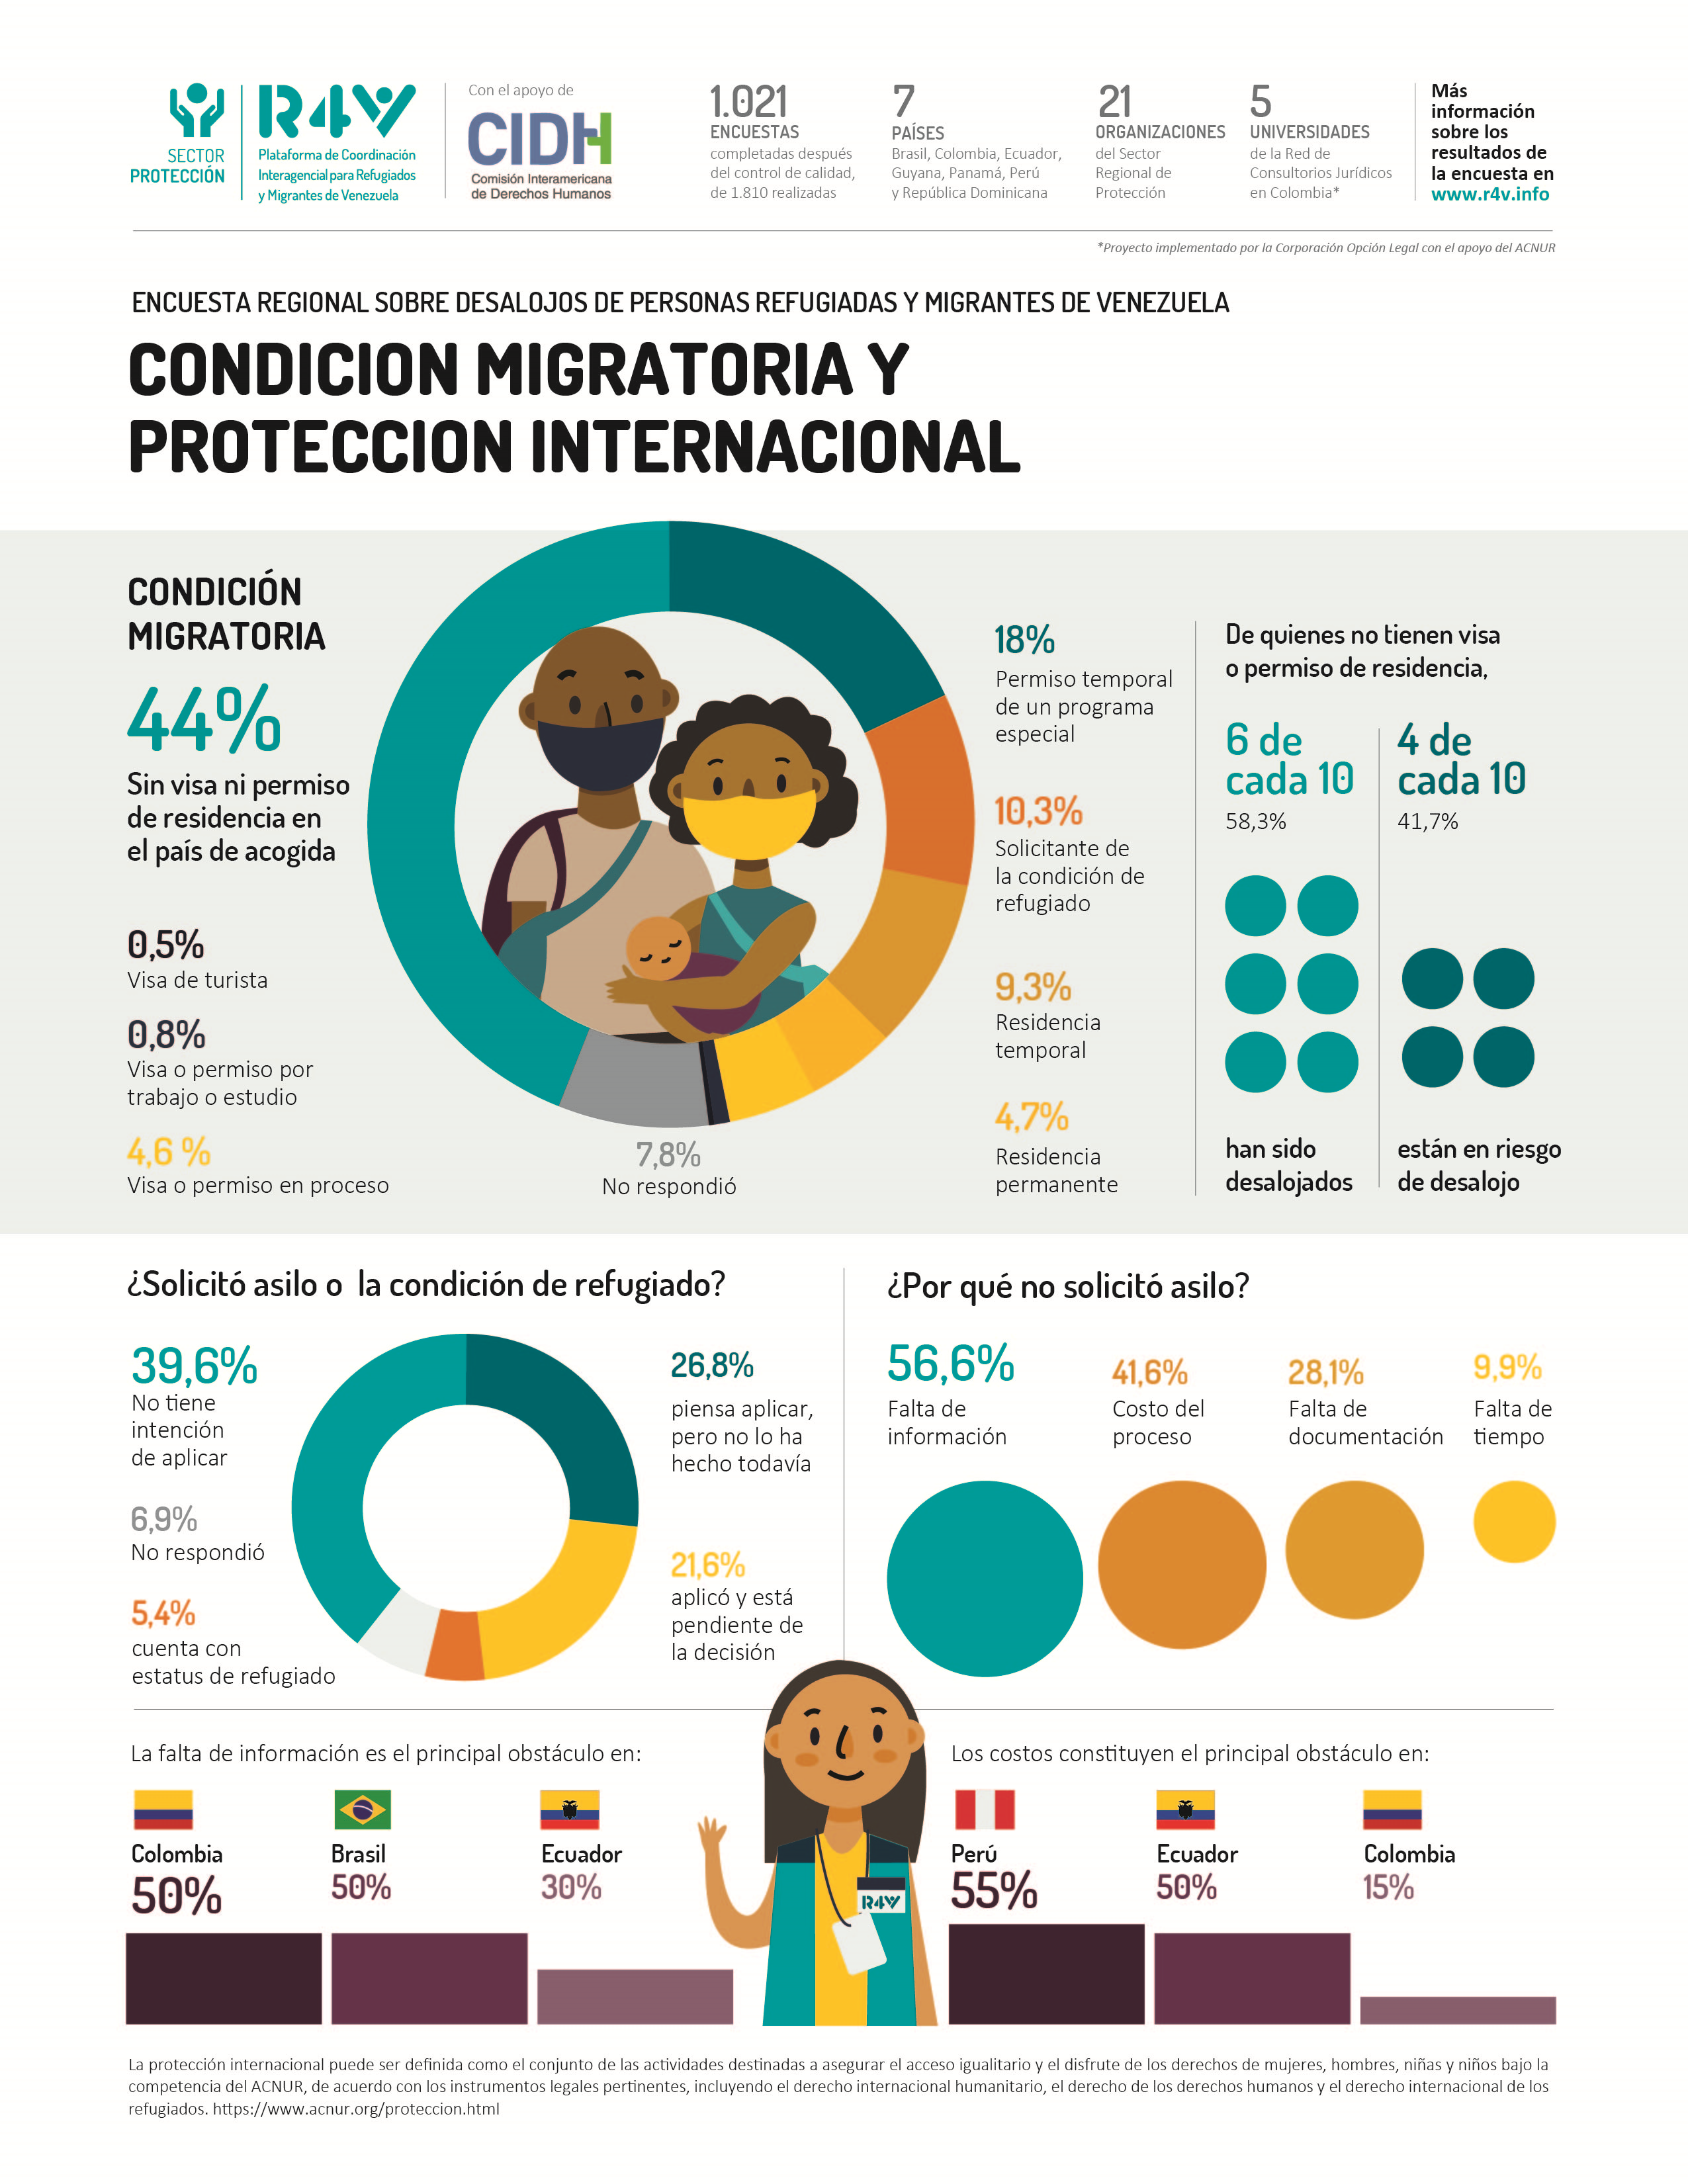 SECTOR
PROTECCIÓN
R4V
Plataforma de Coordinación
Interagencial para Refugiados
y Migrantes de Venezuela
Con el apoyo de
CIDH
Comisión Interamericana
de Derechos Humanos
1.021
ENCUESTAS
completadas después
del control de calidad,
de 1.810 realizadas
7
PAÍSES
Brasil, Colombia, Ecuador,
Guyana, Panamá, Perú
y República Dominicana
21
ORGANIZACIONES
del Sector
Regional de
Protección
5
UNIVERSIDADES
de la Red de
Consultorios Jurídicos
en Colombia*
Más
información
sobre los
resultados de
la encuesta en
www.r4v.info
*Proyecto implementado por la Corporación Opción Legal con el apoyo del ACNUR
ENCUESTA REGIONAL SOBRE DESALOJOS DE PERSONAS REFUGIADAS Y MIGRANTES DE VENEZUELA
CONDICION MIGRATORIA Y
PROTECCION INTERNACIONAL
CONDICIÓN
MIGRATORIA
44%
Sin visa ni permiso
de residencia en
el país de acogida
0,5%
Visa de turista
0,8%
Visa o permiso por
trabajo o estudio
4,6 %
Visa o permiso en proceso
7,8%
No respondió
18%
Permiso temporal
de un programa
especial
10,3%
Solicitante de
la condición de
refugiado
9,3%
Residencia
temporal
4,7%
Residencia
permanente
De quienes no tienen visa
o permiso de residencia,
6 de
cada 10
58,3%
han sido
desalojados
4 de
cada 10
41,7%
están en riesgo
de desalojo
¿Solicitó asilo o la condición de refugiado?
39,6%
No tiene
intención
de aplicar
6,9%
No respondió
5,4%
cuenta con
estatus de refugiado
26,8%
piensa aplicar,
pero no lo ha
hecho todavía
21,6%
aplicó y está
pendiente de
la decisión
¿Por qué no solicitó asilo?
56,6%
Falta de
información
41,6%
Costo del
proceso
28,1%
Falta de
documentación
9,9%
Falta de
tiempo
La falta de información es el principal obstáculo en:
Colombia
50%
Brasil
50%
Ecuador
30%
R4V
Los costos constituyen el principal obstáculo en:
Perú
55%
Ecuador
50%
Colombia
15%
La protección internacional puede ser definida como el conjunto de las actividades destinadas a asegurar el acceso igualitario y el disfrute de los derechos de mujeres, hombres, niñas y niños bajo la
competencia del ACNUR, de acuerdo con los instrumentos legales pertinentes, incluyendo el derecho internacional humanitario, el derecho de los derechos humanos y el derecho internacional de los
refugiados. https://www.acnur.org/proteccion.html